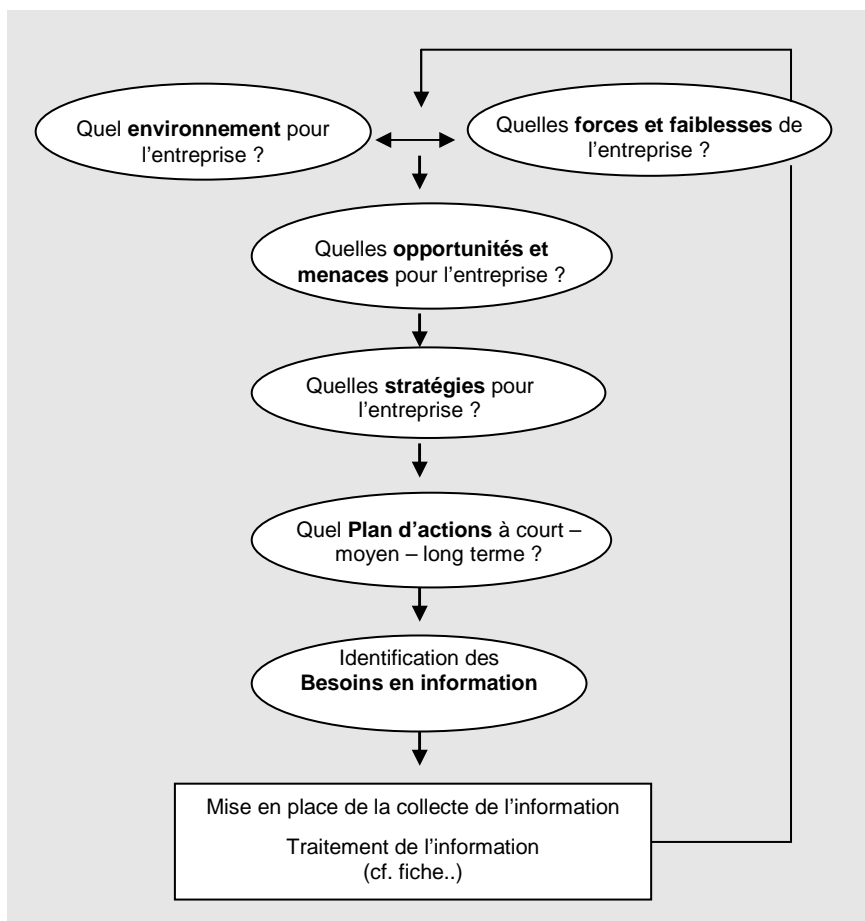 Quel environnement pour
l’entreprise ?
Quelles forces et faiblesses de
l’entreprise ?
Quelles opportunités et
menaces pour l’entreprise ?
Quelles stratégies pour
l’entreprise ?
Quel Plan d’actions à court –
moyen – long terme ?
Identification des
Besoins en information
Mise en place de la collecte de l’information
Traitement de l’information
(cf. fiche..)